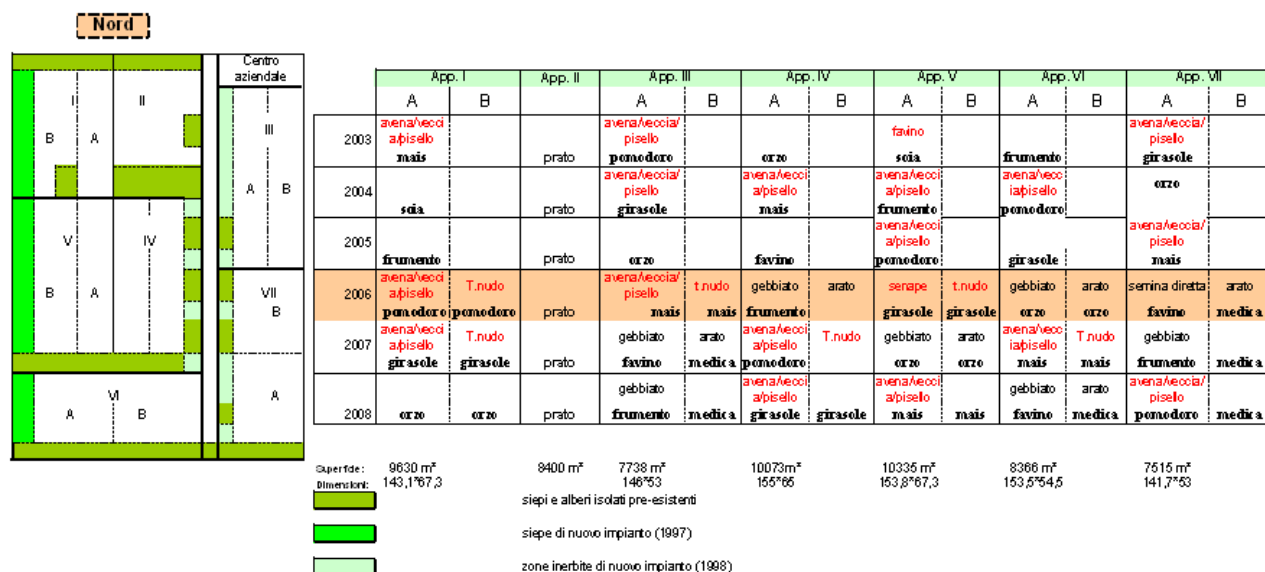 Nord
Centro
aziendale
I II
III
B A
A B
V IV
B A
VII
B
VI
A B
A
App. I App. II App. III App. IV App. V App. VI App. VII
A B A B A B A B A B A B
2003 avena/vecci avena/veccia/ favino avena/veccia/
a/pisello pisello pisello
mais prato pomodoro orzo soia frumento girasole
2004 avena/veccia/ avena/vecci avena/vecci avena/vecc orzo
pisello a/pisello a/pisello ia/pisello
soia prato girasole mais frumento pomodoro
2005 avena/vecci avena/veccia/
a/pisello pisello
frumento prato orzo favino pomodoro girasole mais
2006 avena/vecci T.nudo avena/veccia/ t.nudo gebbiato arato senape t.nudo gebbiato arato semina diretta arato
a/pisello pisello
pomodoro pomodoro prato mais mais frumento girasole girasole orzo orzo favino medica
2007 avena/vecci T.nudo gebbiato arato avena/vecci T.nudo gebbiato arato avena/vecc T.nudo gebbiato
a/pisello a/pisello ia/pisello
girasole girasole prato favino medica pomodoro orzo orzo mais mais frumento medica
2008 gebbiato avena/vecci avena/vecci gebbiato arato avena/veccia/
a/pisello a/pisello pisello
orzo orzo prato frumento medica girasole girasole mais mais favino medica pomodoro medica
Superficie: 9630 m² 8400 m² 7738 m² 10073m² 10335 m² 8366 m² 7515 m²
Dimensioni: 143,1*67,3 146*53 155*65 153,8*67,3 153,5*54,5 141,7*53
siepi e alberi isolati pre-esistenti
siepe di nuovo impianto (1997)
zone inerbite di nuovo impianto (1998)